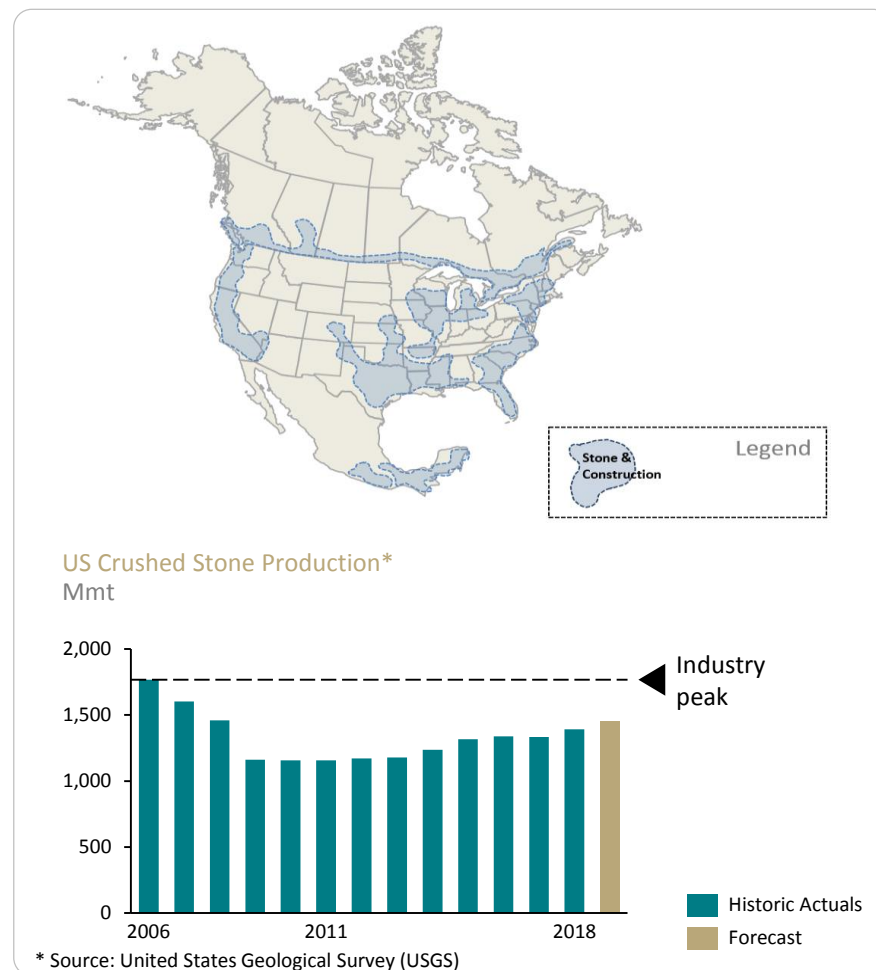 Legend
Stone &
Construction
US Crushed Stone Production*
Mmt
2,000
1,500
1,000
500
0
Industry
peak
2006
2011
2018
Historic Actuals
Forecast
* Source: United States Geological Survey (USGS)